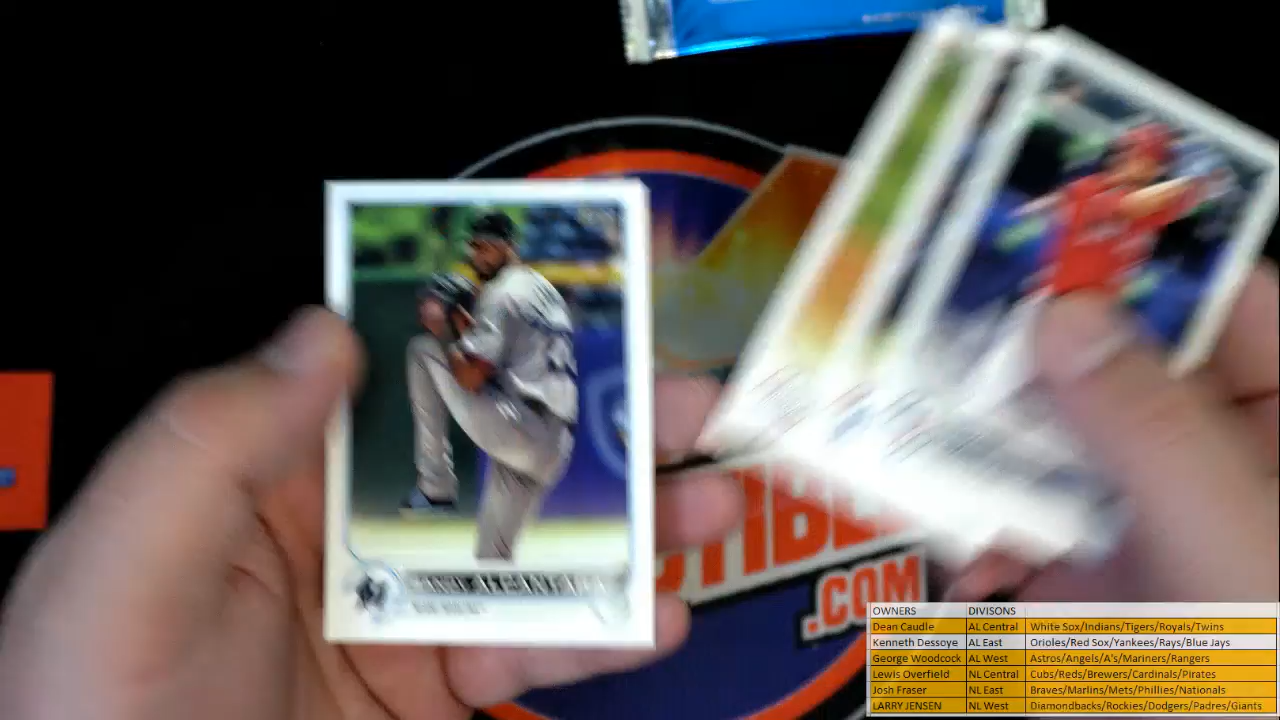 TIBL
.COM
OWNERS DIVISONS
Dean Caudle AL Central White Sox/Indians/Tigers/Royals/Twins
Kenneth Dessoye AL East Orioles/Red Sox/Yankees/Rays/Blue Jays
George Woodcock AL West Astros/Angels/A's/Mariners/Rangers
Lewis Overfield NL Central Cubs/Reds/Brewers/Cardinals/Pirates
Josh Fraser NL East Braves/Marlins/Mets/Phillies/Nationals
LARRY JENSEN NL West Diamondbacks/Rockies/Dodgers/Padres/Giants